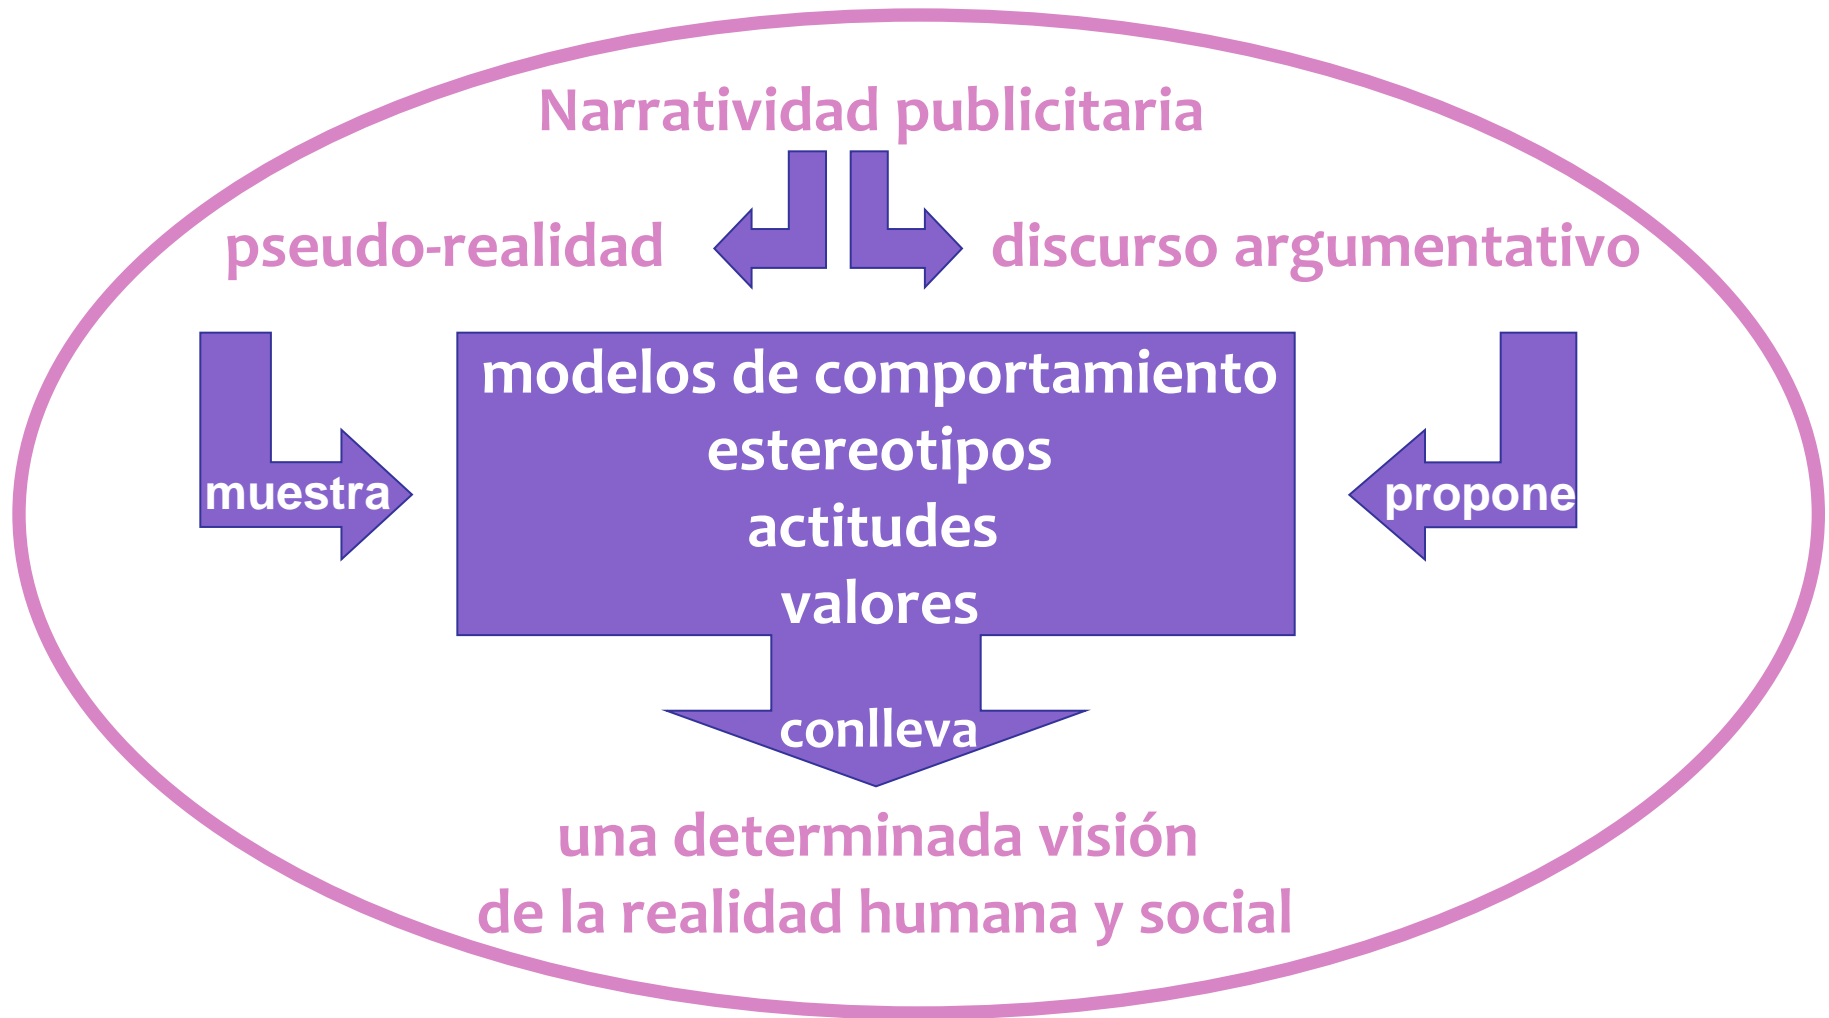 Narratividad publicitaria
pseudo-realidad
discurso argumentativo
modelos de comportamiento
estereotipos
actitudes
valores
muestra
propone
conlleva
una determinada visión
de la realidad humana y social